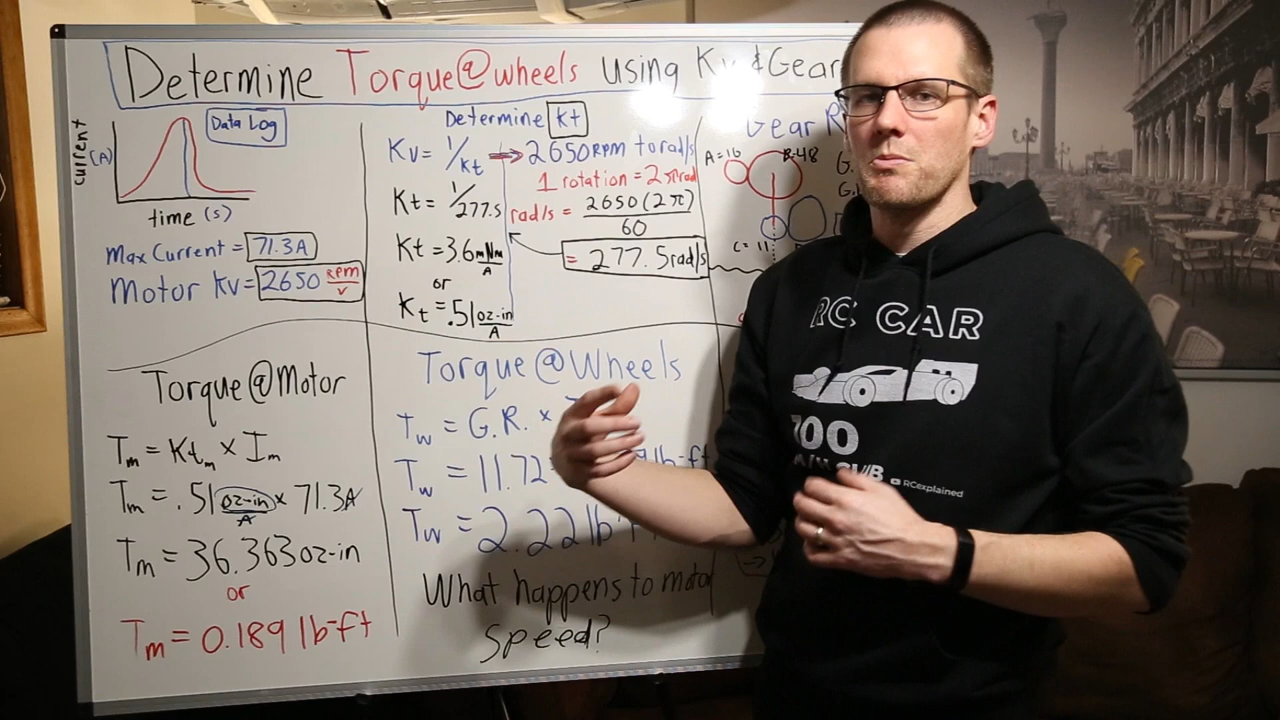 Determine Torque@wheels using Kv & Gear
current
(A)
Data Log
time (s)
Max Current = 71.3A
Motor Kv = 2650 RPM/V
Determine Kt
Kv = 1/Kt ⇒ 2650 RPM to rad/s
1 rotation = 2π rad
Kt = 1/277.5
rad/s = 2650(2π)/60
= 277.5 rad/s
Kt = 3.6 mNm/A
or
Kt = .51 oz-in/A
Gear R
A=16
B=48
G.
G.
C = 11
Torque@Motor
Tm = Ktm × Im
Tm = .51 oz-in/A × 71.3A
Tm = 36.363 oz-in
or
Tm = 0.189 lb-ft
Torque@Wheels
Tw = G.R. ×
Tw = 11.72 lb-ft
Tw = 2.22 lb-
What happens to motor
speed?
RC CAR
100
RCexplained